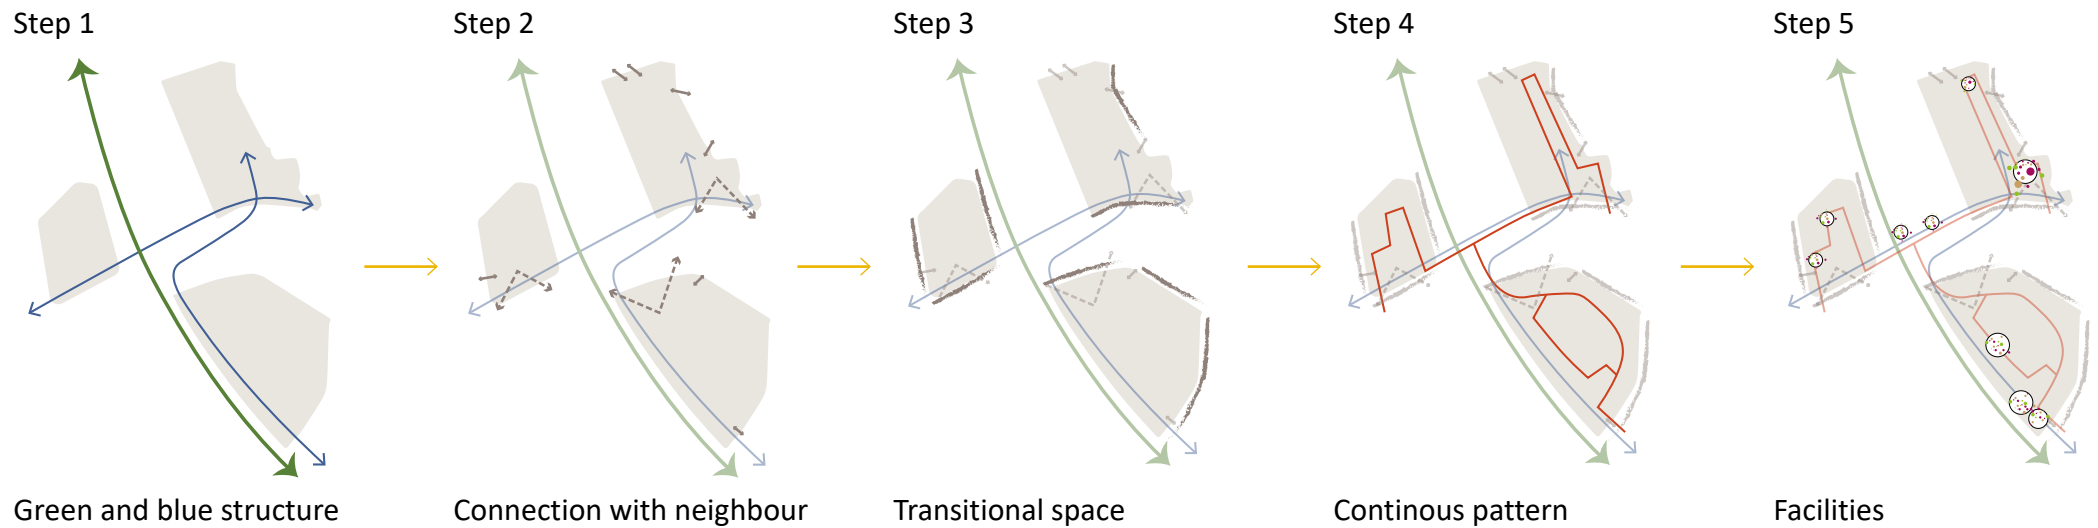 Step 1
Step 2
Step 3
Step 4
Step 5
Green and blue structure
Connection with neighbour
Transitional space
Continous pattern
Facilities